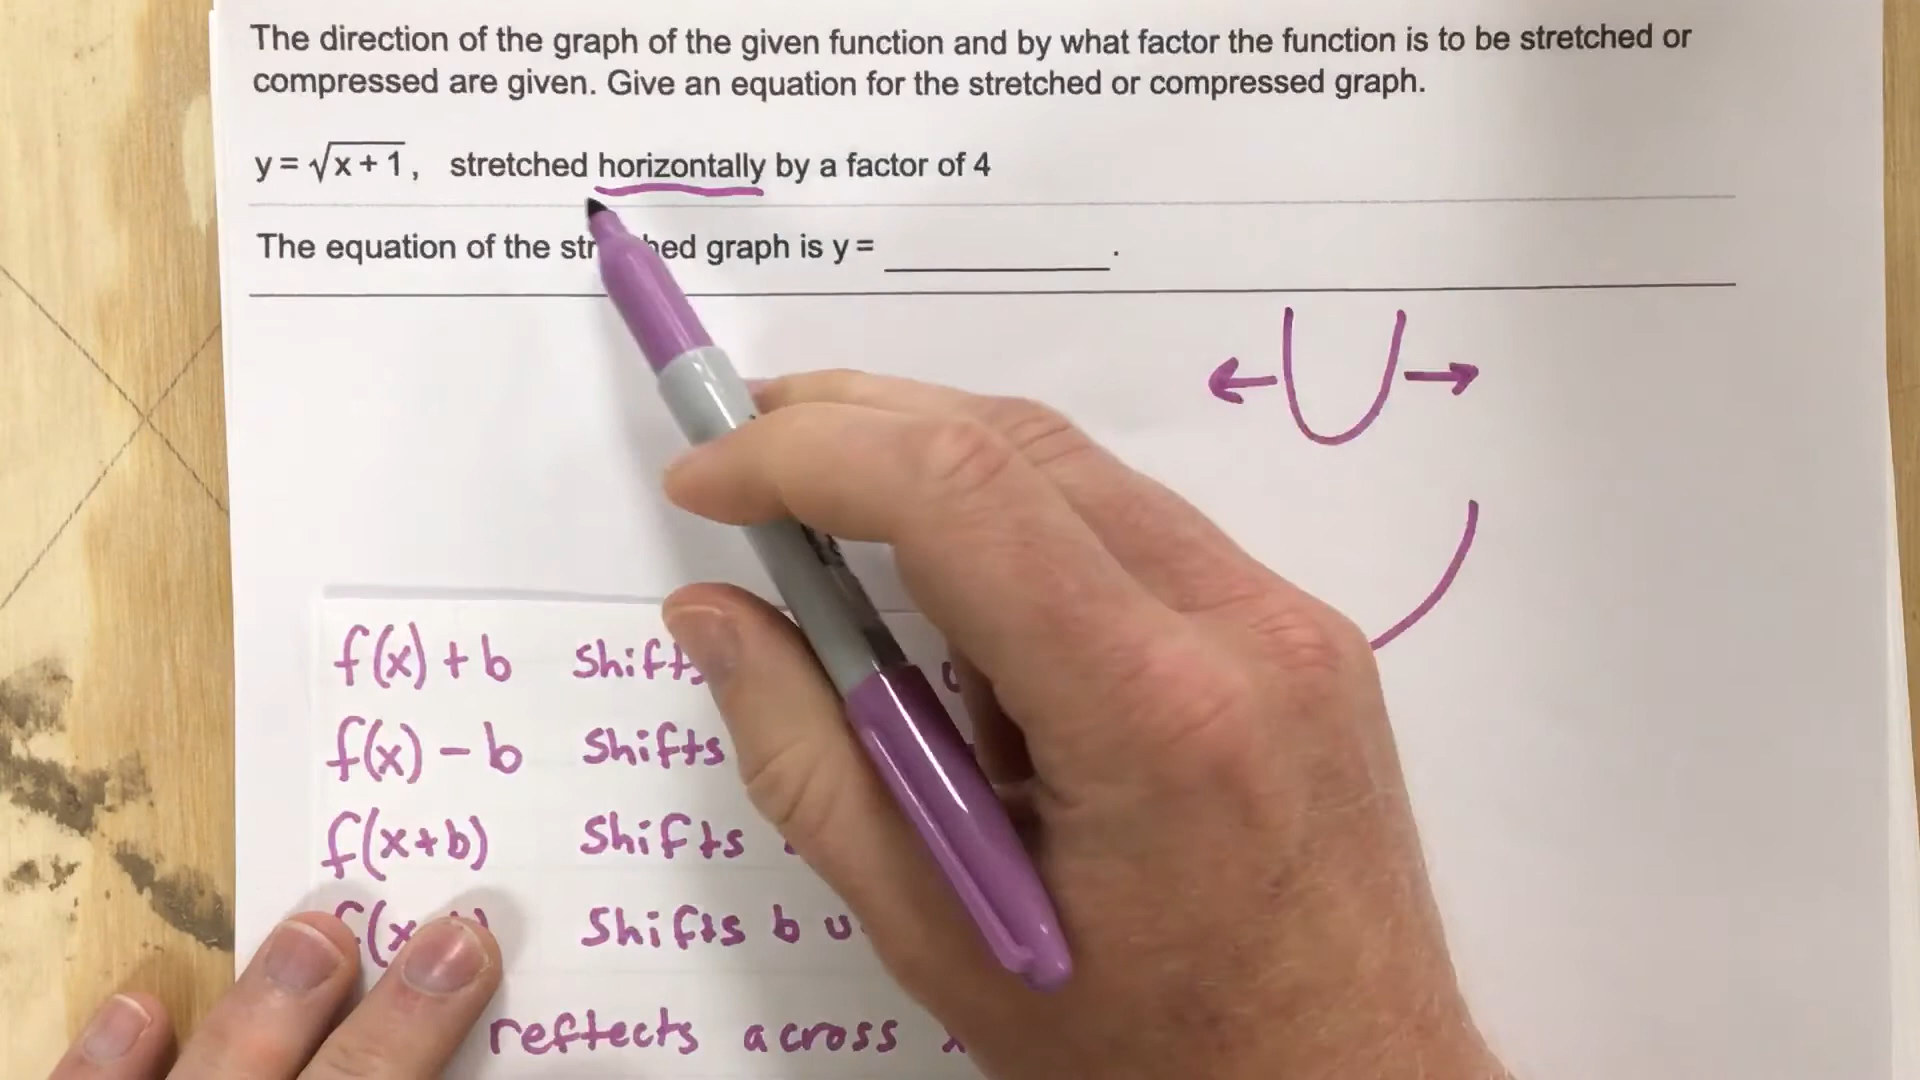 The direction of the graph of the given function and by what factor the function is to be stretched or
compressed are given. Give an equation for the stretched or compressed graph.
y = √x + 1, stretched horizontally by a factor of 4
The equation of the graph is y = .
f(x) + b Shifts
f(x) - b Shifts
f(x+b) Shifts
Shifts b
reflects across